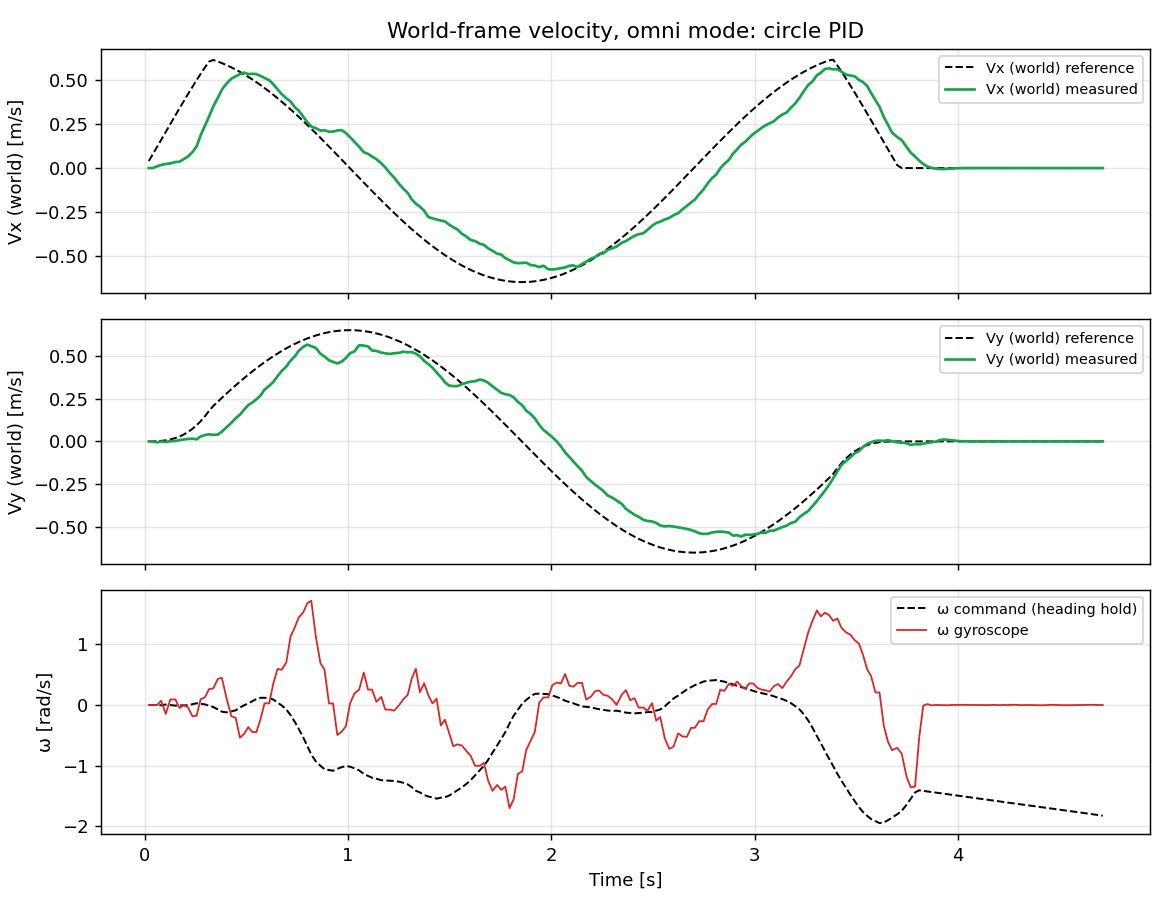 World-frame velocity, omni mode: circle PID
Vx (world) [m/s]
0.50
0.25
0.00
−0.25
−0.50
Vx (world) reference
Vx (world) measured
Vy (world) [m/s]
0.50
0.25
0.00
−0.25
−0.50
Vy (world) reference
Vy (world) measured
ω [rad/s]
1
0
−1
−2
ω command (heading hold)
ω gyroscope
0 1 2 3 4
Time [s]